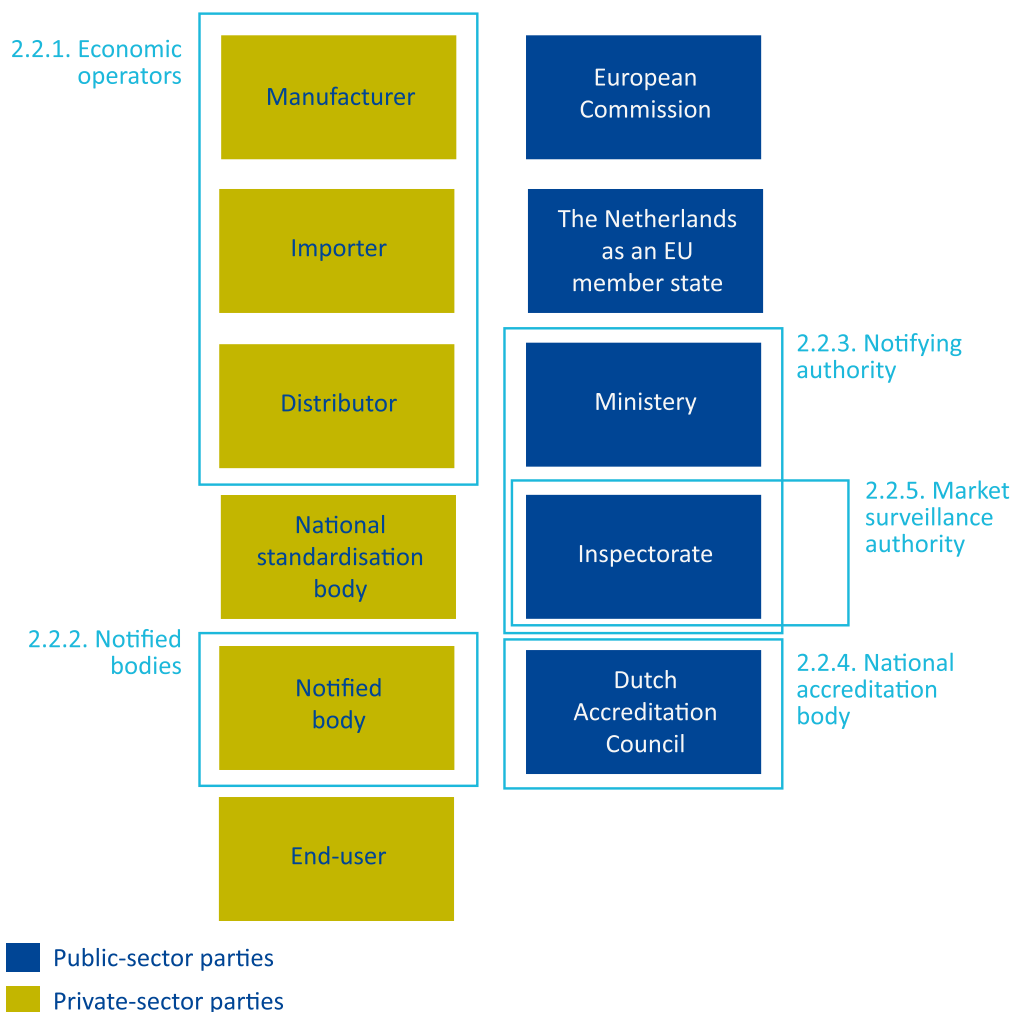 2.2.1. Economic
operators
Manufacturer
European
Commission
Importer
The Netherlands
as an EU
member state
Distributor
Ministery
2.2.3. Notifying
authority
National
standardisation
body
Inspectorate
2.2.5. Market
surveillance
authority
2.2.2. Notified
bodies
Notified
body
Dutch
Accreditation
Council
2.2.4. National
accreditation
body
End-user
Public-sector parties
Private-sector parties